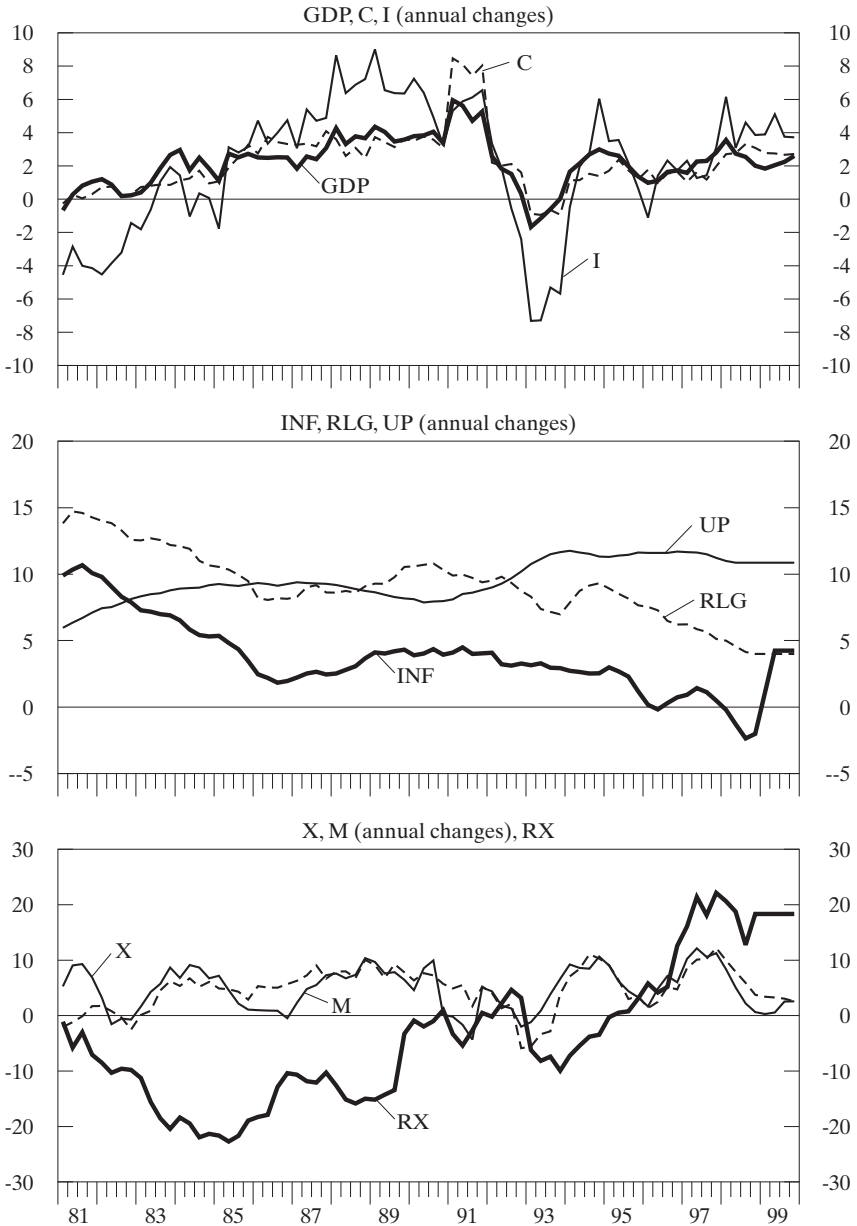 GDP, C, I (annual changes)
10 10
8 8
C
6 6
4 4
2 2
GDP
0 0
-2 -2
I
-4 -4
-6 -6
-8 -8
-10 -10
INF, RLG, UP (annual changes)
20 20
15 15
UP
10 10
RLG
5 5
INF
0 0
--5 --5
X, M (annual changes), RX
30 30
20 20
X
10 10
M
0 0
-10 -10
RX
-20 -20
-30 -30
81 83 85 87 89 91 93 95 97 99